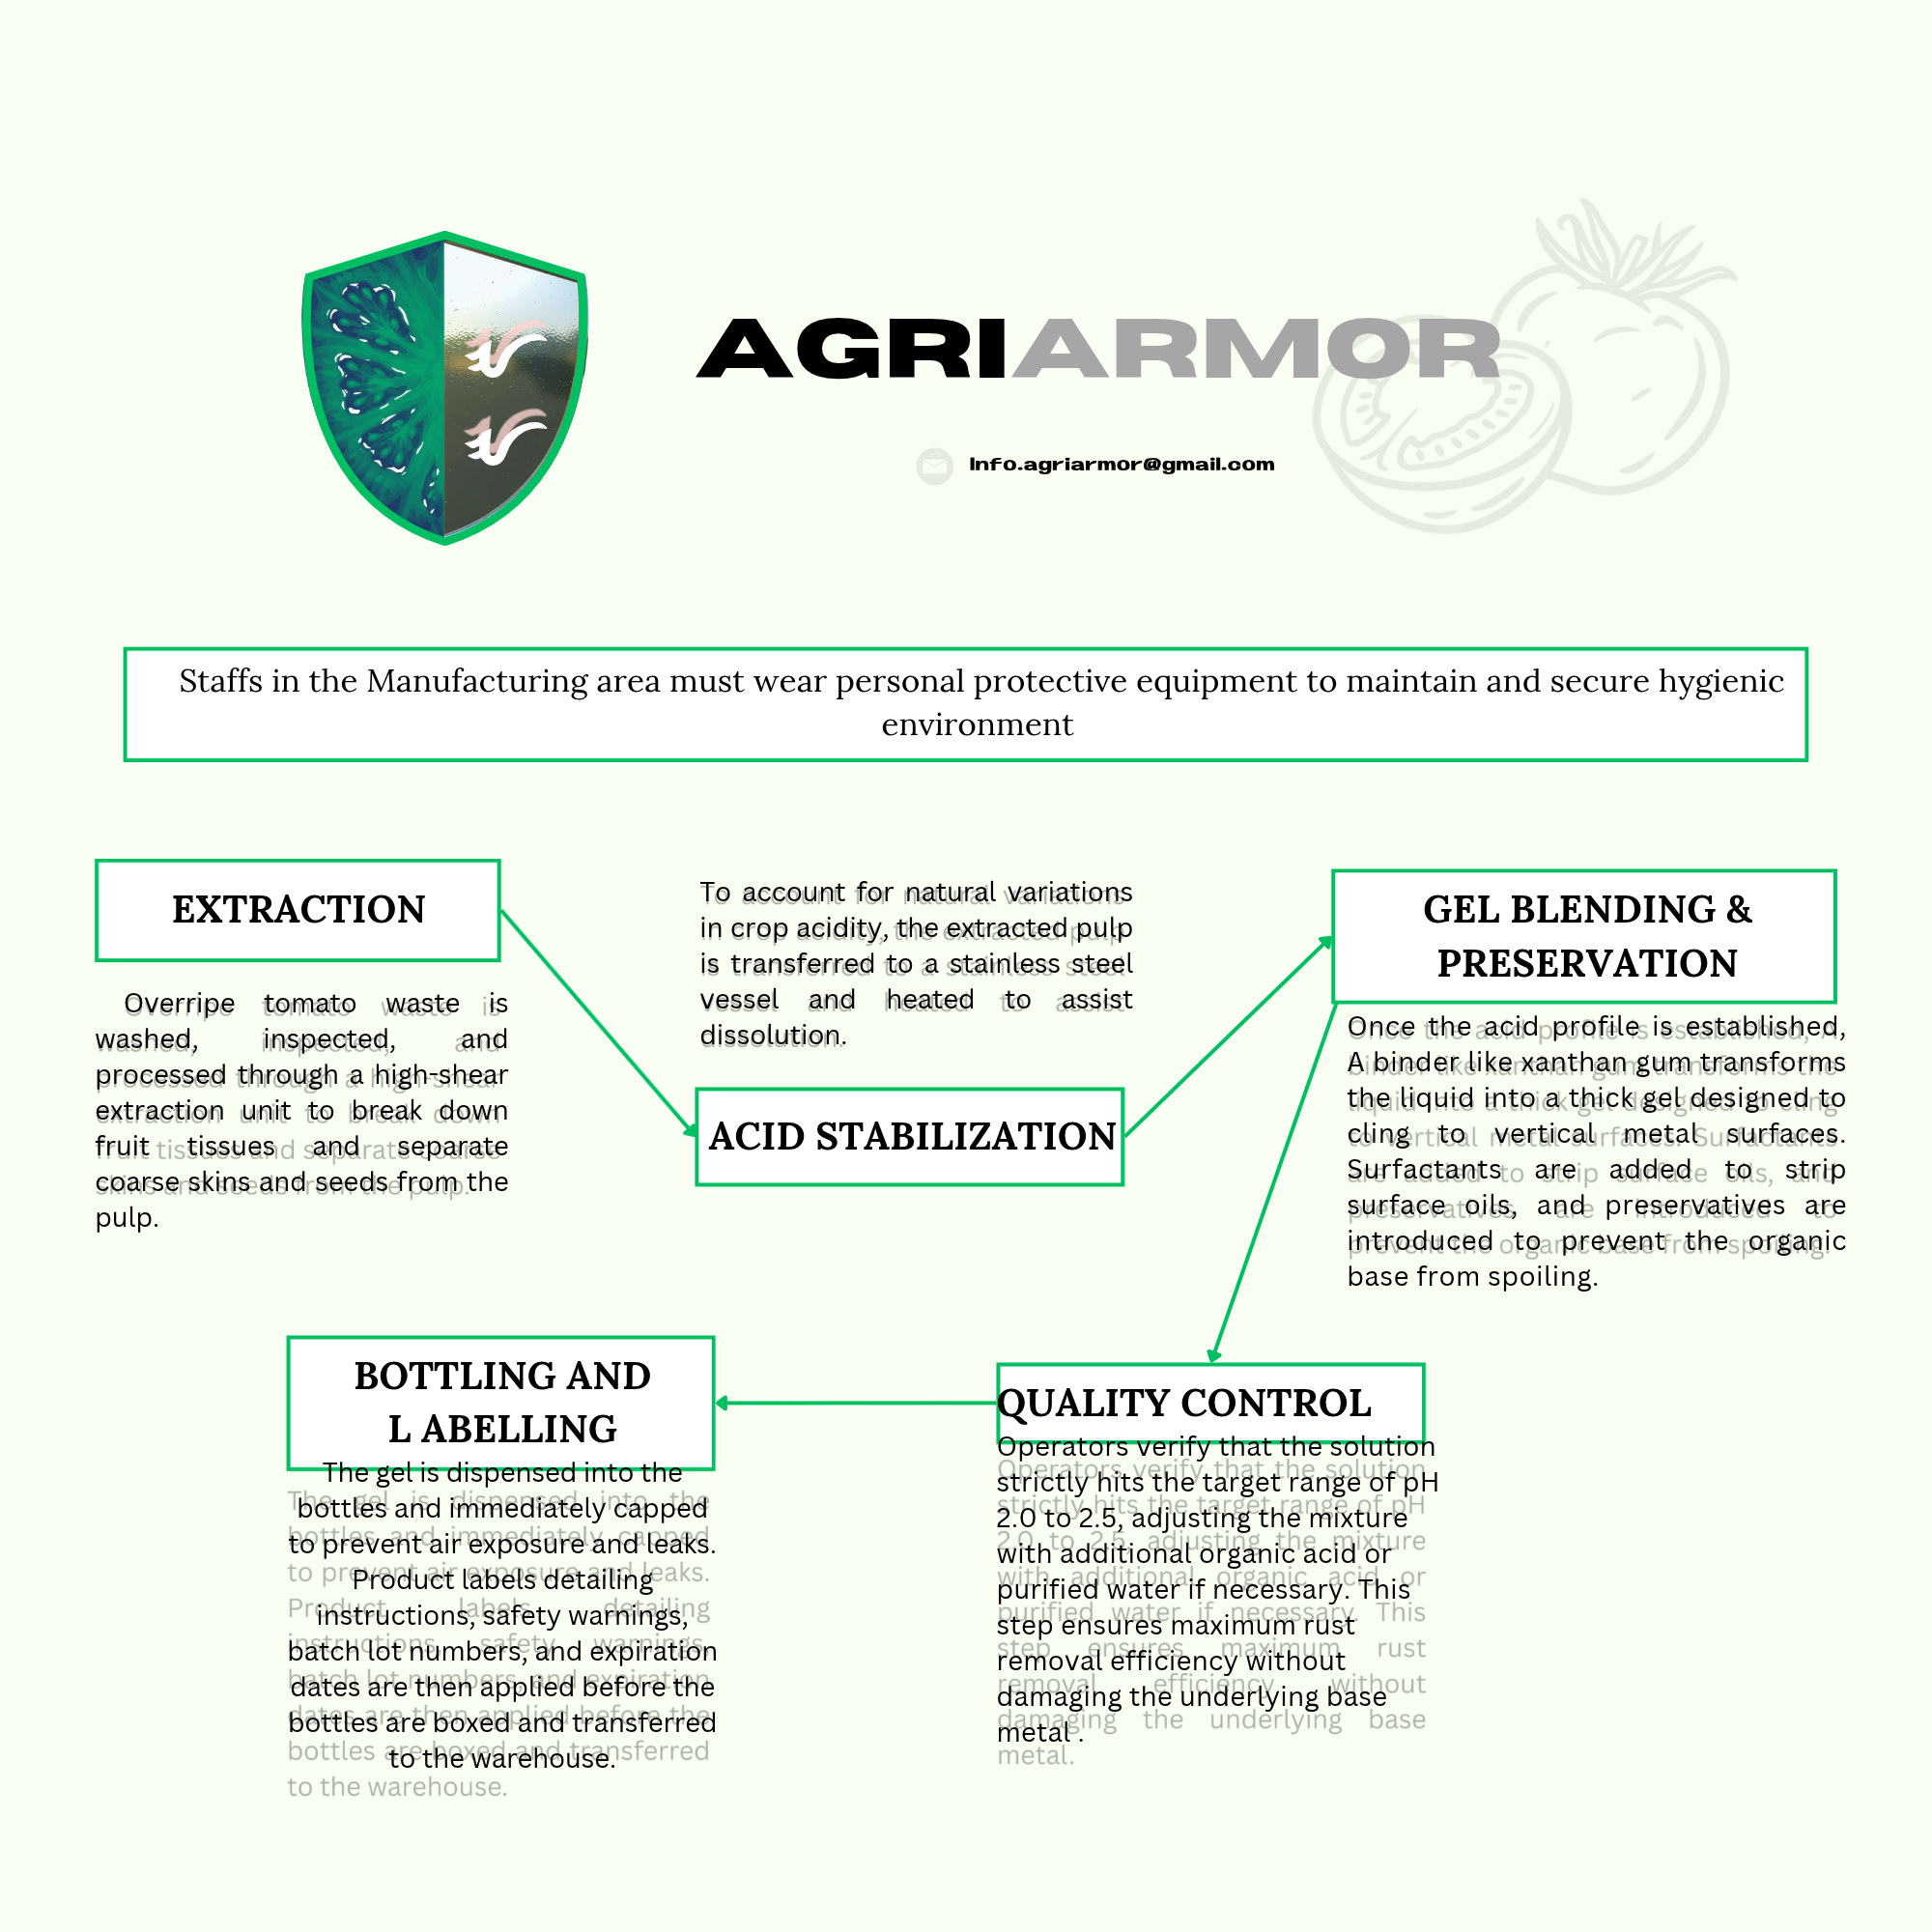 AGRIARMOR
Info.agriarmor@gmail.com
Staffs in the Manufacturing area must wear personal protective equipment to maintain and secure hygienic
environment
EXTRACTION
Overripe tomato waste is
washed, inspected, and
processed through a high-shear
extraction unit to break down
fruit tissues and separate
coarse skins and seeds from the
pulp.
To account for natural variations
in crop acidity, the extracted pulp
is transferred to a stainless steel
vessel and heated to assist
dissolution.
ACID STABILIZATION
GEL BLENDING &
PRESERVATION
Once the acid profile is established,
A binder like xanthan gum transforms
the liquid into a thick gel designed to
cling to vertical metal surfaces.
Surfactants are added to strip
surface oils, and preservatives are
introduced to prevent the organic
base from spoiling.
BOTTLING AND
L ABELLING
The gel is dispensed into the
bottles and immediately capped
to prevent air exposure and leaks.
Product labels detailing
instructions, safety warnings,
batch lot numbers, and expiration
dates are then applied before the
bottles are boxed and transferred
to the warehouse.
QUALITY CONTROL
Operators verify that the solution
strictly hits the target range of pH
2.0 to 2.5, adjusting the mixture
with additional organic acid or
purified water if necessary. This
step ensures maximum rust
removal efficiency without
damaging the underlying base
metal .